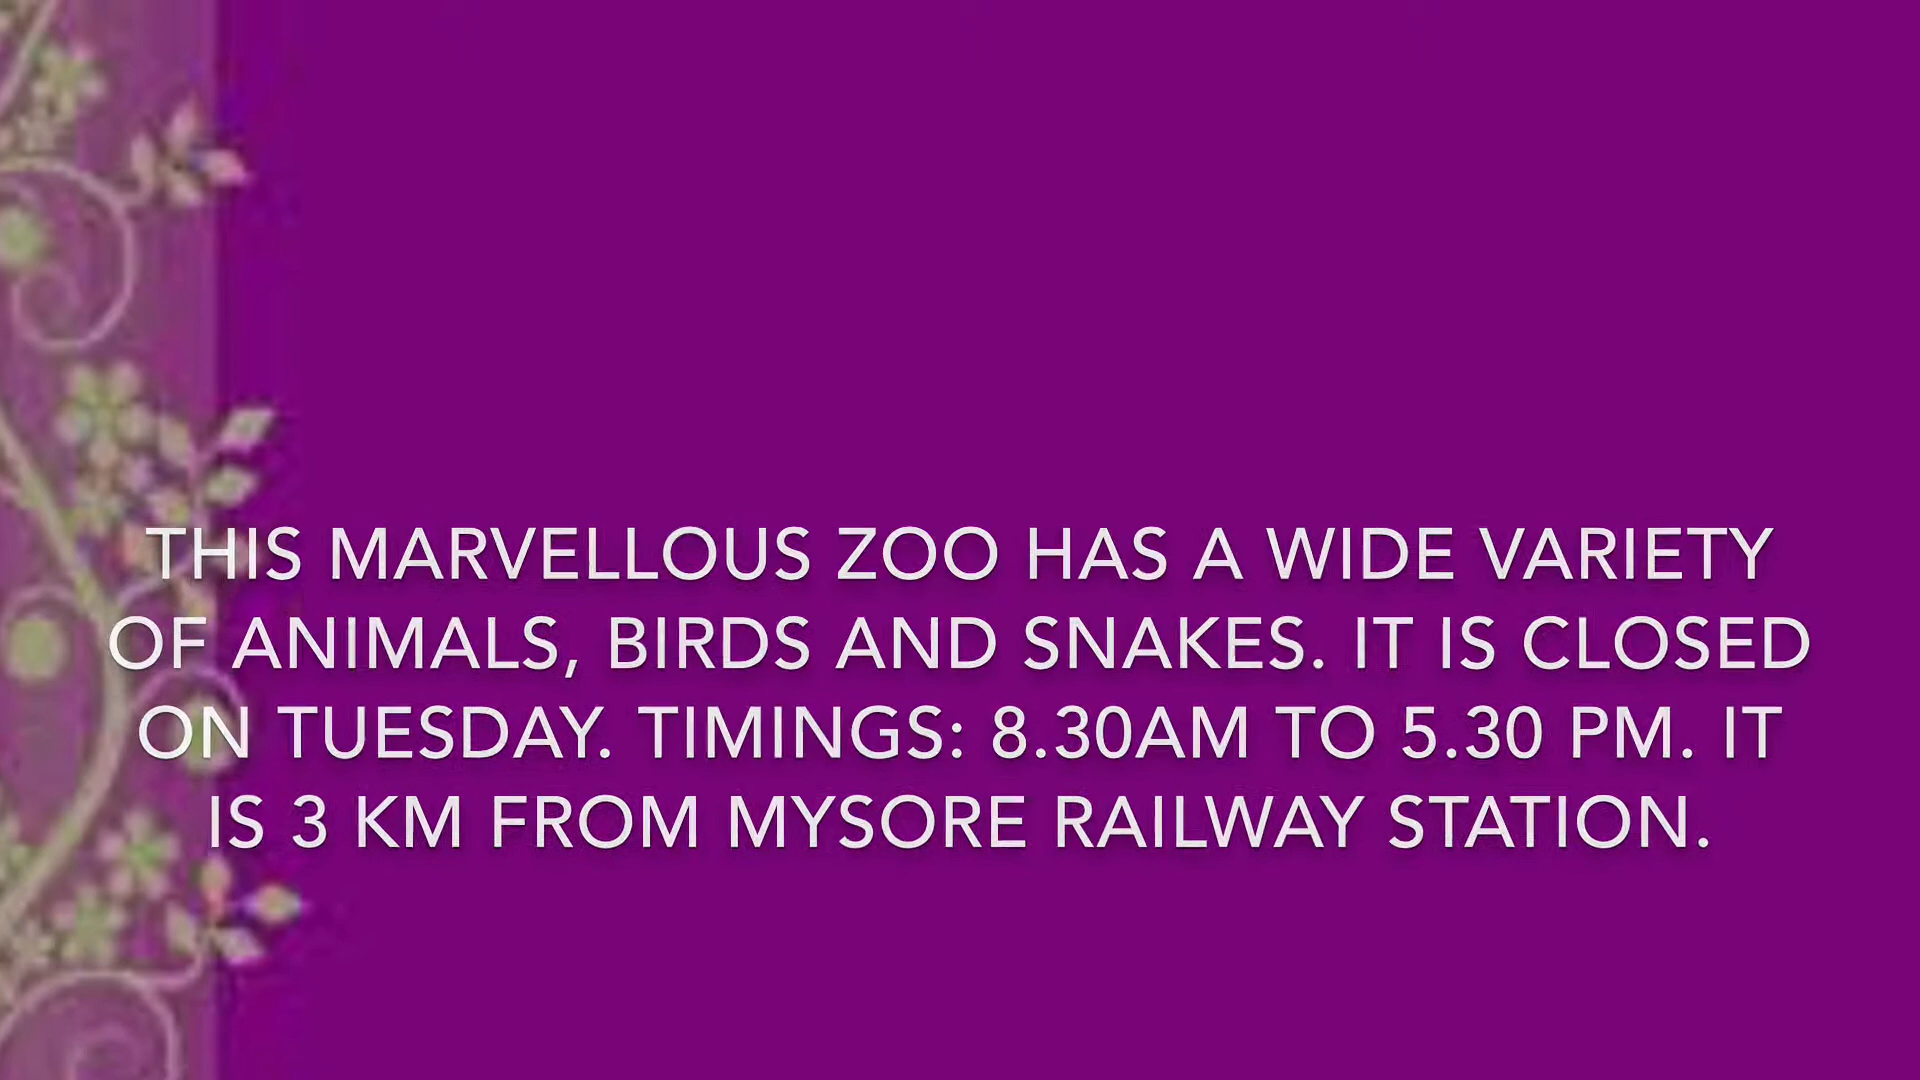 THIS MARVELLOUS ZOO HAS A WIDE VARIETY
OF ANIMALS, BIRDS AND SNAKES. IT IS CLOSED
ON TUESDAY. TIMINGS: 8.30AM TO 5.30 PM. IT
IS 3 KM FROM MYSORE RAILWAY STATION.